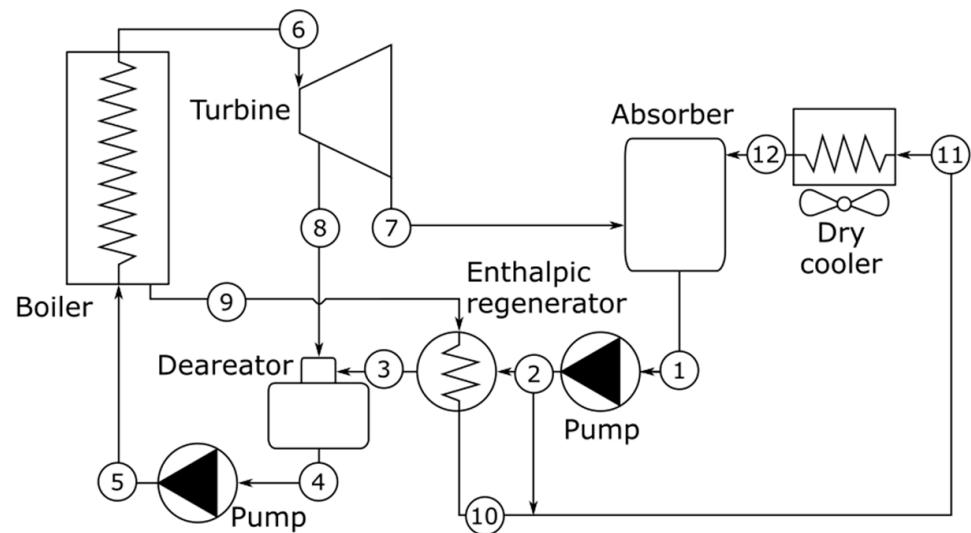 6
Turbine
Absorber
12
11
8
7
Dry
cooler
Enthalpic
regenerator
Boiler
9
Deareator
3
2
1
Pump
5
4
Pump
10